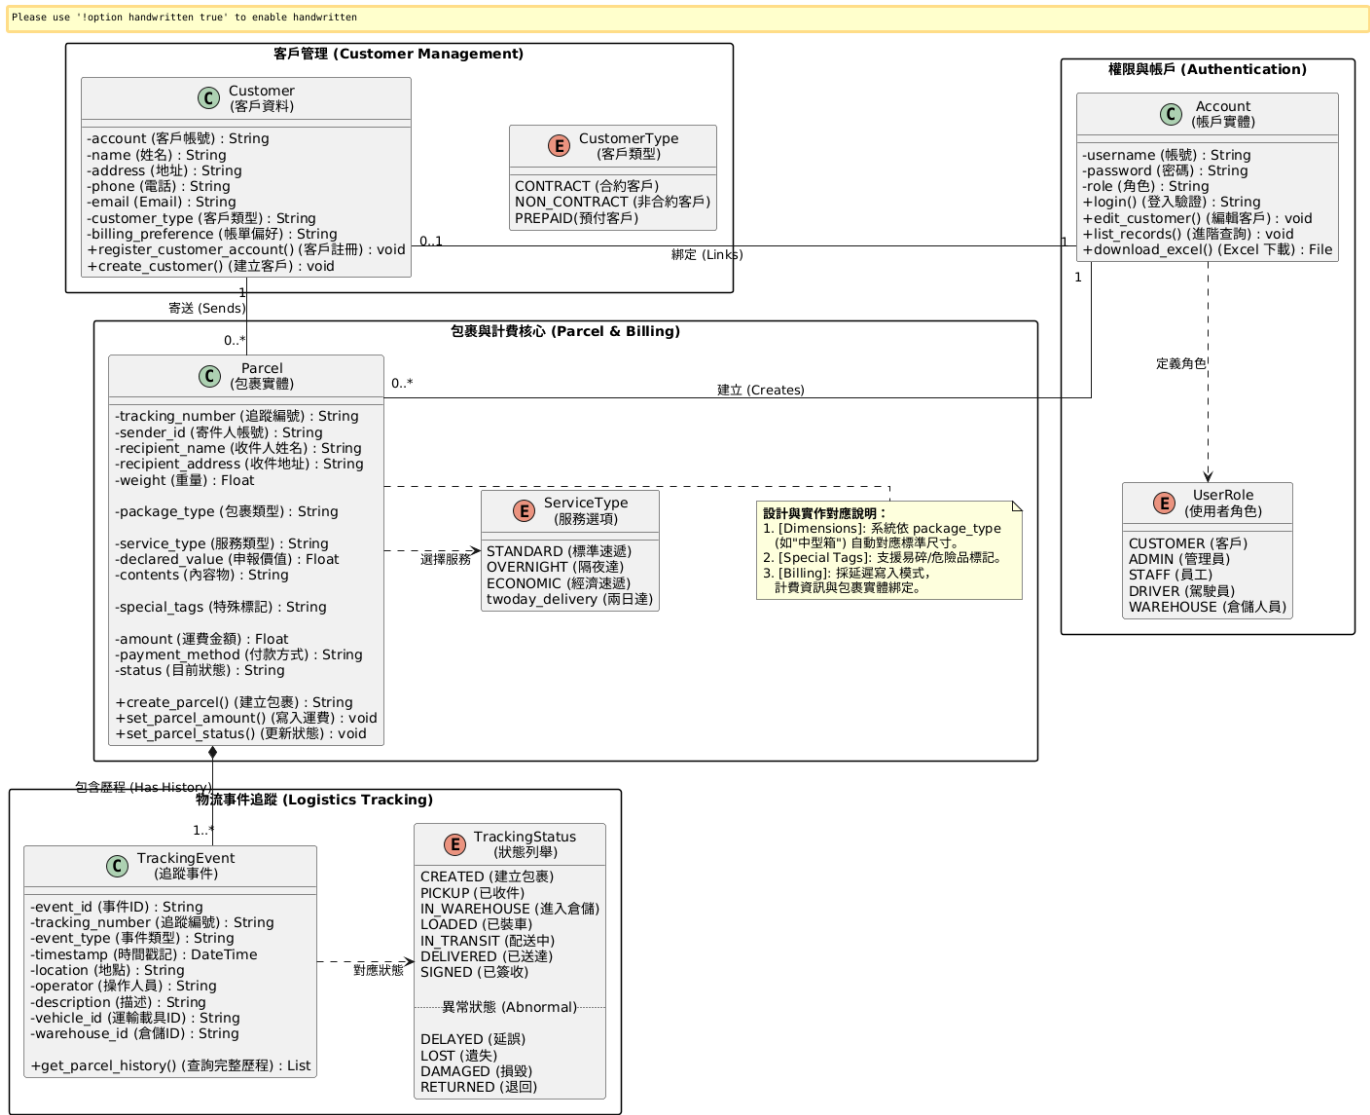 Please use '!option handwritten true' to enable handwritten
客戶管理 (Customer Management)
C Customer
(客戶資料)
-account (客戶帳號) : String
-name (姓名) : String
-address (地址) : String
-phone (電話) : String
-email (Email) : String
-customer_type (客戶類型) : String
-billing_preference (帳單偏好) : String
+register_customer_account() (客戶註冊) : void
+create_customer() (建立客戶) : void
E CustomerType
(客戶類型)
CONTRACT (合約客戶)
NON_CONTRACT (非合約客戶)
PREPAID(預付客戶)
權限與帳戶 (Authentication)
C Account
(帳戶實體)
-username (帳號) : String
-password (密碼) : String
-role (角色) : String
+login() (登入驗證) : String
+edit_customer() (編輯客戶) : void
+list_records() (進階查詢) : void
+download_excel() (Excel 下載) : File
0..1
綁定 (Links)
1
1
寄送 (Sends)
0..*
1
0..*
建立 (Creates)
定義角色
E UserRole
(使用者角色)
CUSTOMER (客戶)
ADMIN (管理員)
STAFF (員工)
DRIVER (駕駛員)
WAREHOUSE (倉儲人員)
包裹與計費核心 (Parcel & Billing)
C Parcel
(包裹實體)
-tracking_number (追蹤編號) : String
-sender_id (寄件人帳號) : String
-recipient_name (收件人姓名) : String
-recipient_address (收件地址) : String
-weight (重量) : Float
-package_type (包裹類型) : String
-service_type (服務類型) : String
-declared_value (申報價值) : Float
-contents (內容物) : String
-special_tags (特殊標記) : String
-amount (運費金額) : Float
-payment_method (付款方式) : String
-status (目前狀態) : String
+create_parcel() (建立包裹) : String
+set_parcel_amount() (寫入運費) : void
+set_parcel_status() (更新狀態) : void
選擇服務
E ServiceType
(服務選項)
STANDARD (標準速遞)
OVERNIGHT (隔夜達)
ECONOMIC (經濟速遞)
twoday_delivery (兩日達)
設計與實作對應說明：
1. [Dimensions]: 系統依 package_type
(如"中型箱") 自動對應標準尺寸。
2. [Special Tags]: 支援易碎/危險品標記。
3. [Billing]: 採延遲寫入模式，
計費資訊與包裹實體綁定。
包含歷程 (Has History)
1..*
物流事件追蹤 (Logistics Tracking)
C TrackingEvent
(追蹤事件)
-event_id (事件ID) : String
-tracking_number (追蹤編號) : String
-event_type (事件類型) : String
-timestamp (時間戳記) : DateTime
-location (地點) : String
-operator (操作人員) : String
-description (描述) : String
-vehicle_id (運輸載具ID) : String
-warehouse_id (倉儲ID) : String
+get_parcel_history() (查詢完整歷程) : List
對應狀態
E TrackingStatus
(狀態列舉)
CREATED (建立包裹)
PICKUP (已收件)
IN_WAREHOUSE (進入倉儲)
LOADED (已裝車)
IN_TRANSIT (配送中)
DELIVERED (已送達)
SIGNED (已簽收)
異常狀態 (Abnormal)
DELAYED (延誤)
LOST (遺失)
DAMAGED (損毀)
RETURNED (退回)